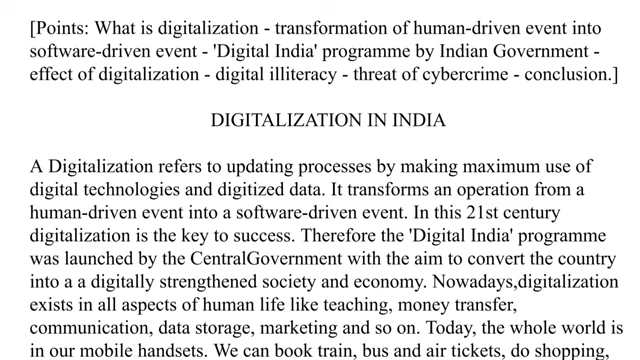 [Points: What is digitalization - transformation of human-driven event into
software-driven event - 'Digital India' programme by Indian Government -
effect of digitalization - digital illiteracy - threat of cybercrime - conclusion.]
DIGITALIZATION IN INDIA
A Digitalization refers to updating processes by making maximum use of
digital technologies and digitized data. It transforms an operation from a
human-driven event into a software-driven event. In this 21st century
digitalization is the key to success. Therefore the 'Digital India' programme
was launched by the CentralGovernment with the aim to convert the country
into a a digitally strengthened society and economy. Nowadays,digitalization
exists in all aspects of human life like teaching, money transfer,
communication, data storage, marketing and so on. Today, the whole world is
in our mobile handsets. We can book train, bus and air tickets, do shopping,